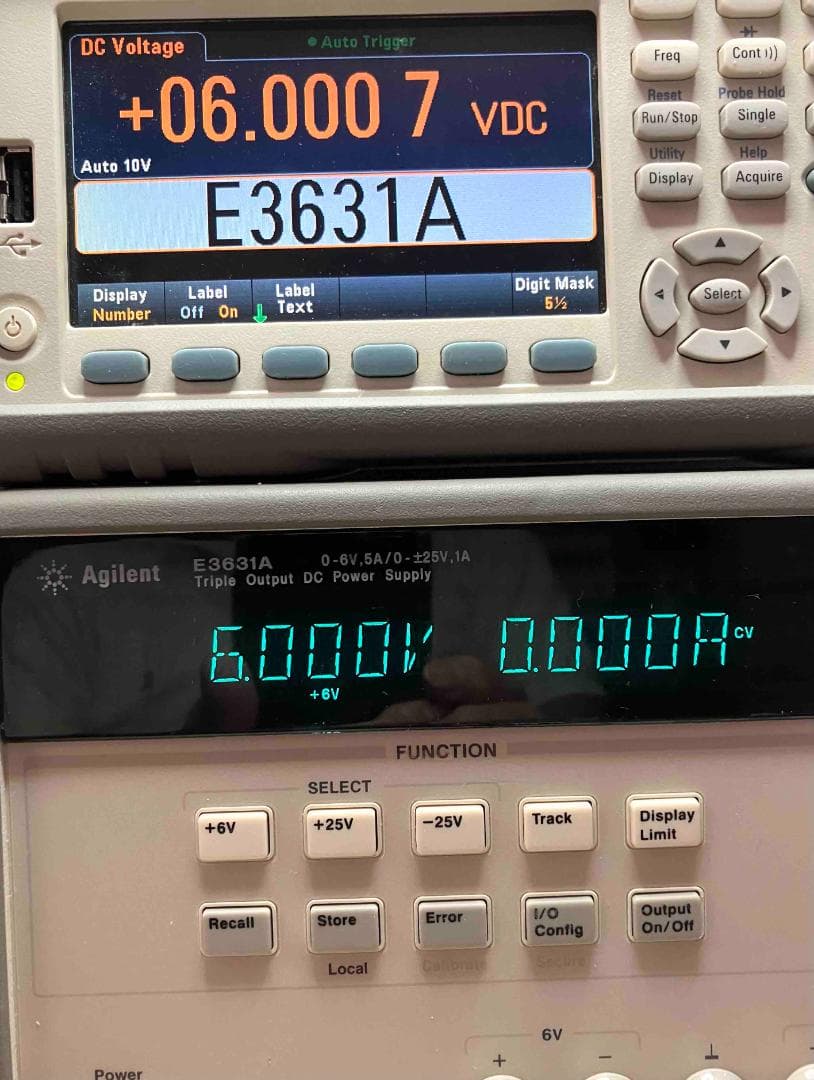 DC Voltage
Auto Trigger
+06.000 7 VDC
Auto 10V
E3631A
Display
Number
Label
Off On
Label
Text
Digit Mask
5½
Freq
Cont
Reset
Probe Hold
Run/Stop
Single
Utility
Help
Display
Acquire
Select
Agilent
E3631A 0-6V,5A/0-±25V,1A
Triple Output DC Power Supply
6.000V 0.000A CV
+6V
FUNCTION
SELECT
+6V
+25V
-25V
Track
Display
Limit
Recall
Store
Error
I/O
Config
Output
On/Off
Local
Calibrate
Secure
6V
+
-
Power